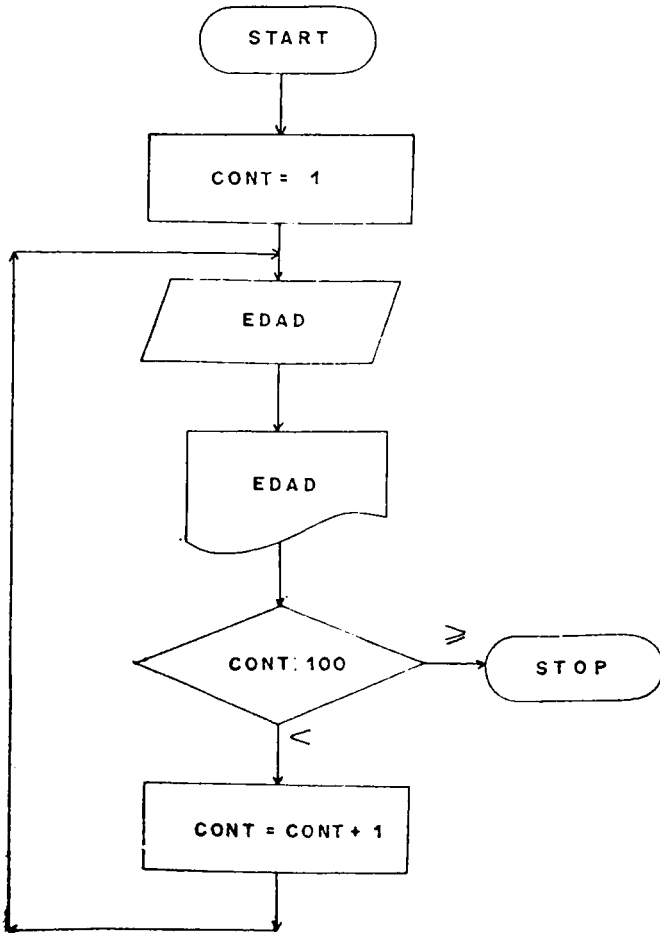 START
CONT = 1
EDAD
EDAD
CONT : 100
≥
STOP
<
CONT = CONT + 1